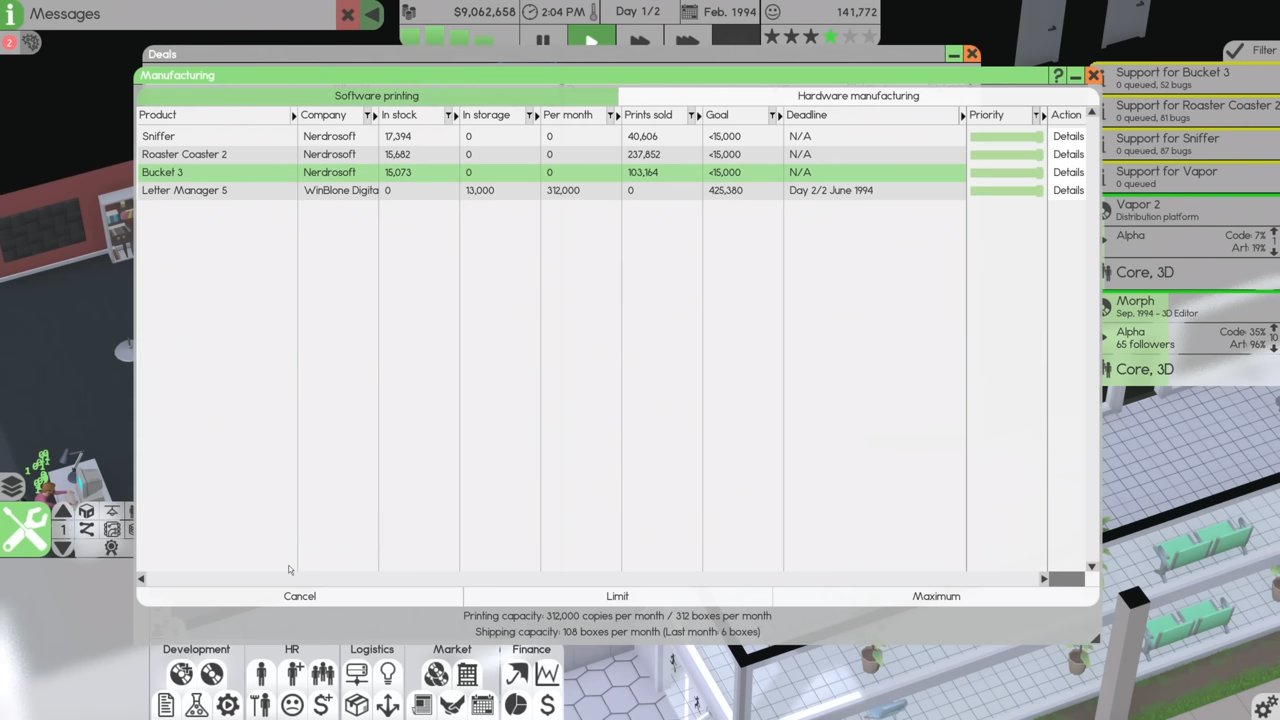 Messages
$9,062,658
2:04 PM
Day 1/2
Feb. 1994
141,772
2
Deals
Filter
Manufacturing
?
Software printing
Hardware manufacturing
Product Company In stock In storage Per month Prints sold Goal Deadline Priority Action
Sniffer Nerdrosoft 17,394 0 0 40,606 <15,000 N/A Details
Roaster Coaster 2 Nerdrosoft 15,682 0 0 237,852 <15,000 N/A Details
Bucket 3 Nerdrosoft 15,073 0 0 103,164 <15,000 N/A Details
Letter Manager 5 WinBlone Digita 0 13,000 312,000 0 425,380 Day 2/2 June 1994 Details
Support for Bucket 3
0 queued, 52 bugs
Support for Roaster Coaster 2
0 queued, 81 bugs
Support for Sniffer
0 queued, 87 bugs
Support for Vapor
0 queued
Vapor 2
Distribution platform
Alpha
Code: 7%
Art: 19%
1
Core, 3D
Morph
Sep. 1994 - 3D Editor
Alpha
65 followers
Code: 35%
Art: 96%
10
Core, 3D
1
Cancel
Limit
Maximum
Printing capacity: 312,000 copies per month / 312 boxes per month
Shipping capacity: 108 boxes per month (Last month: 6 boxes)
Development HR Logistics Market Finance